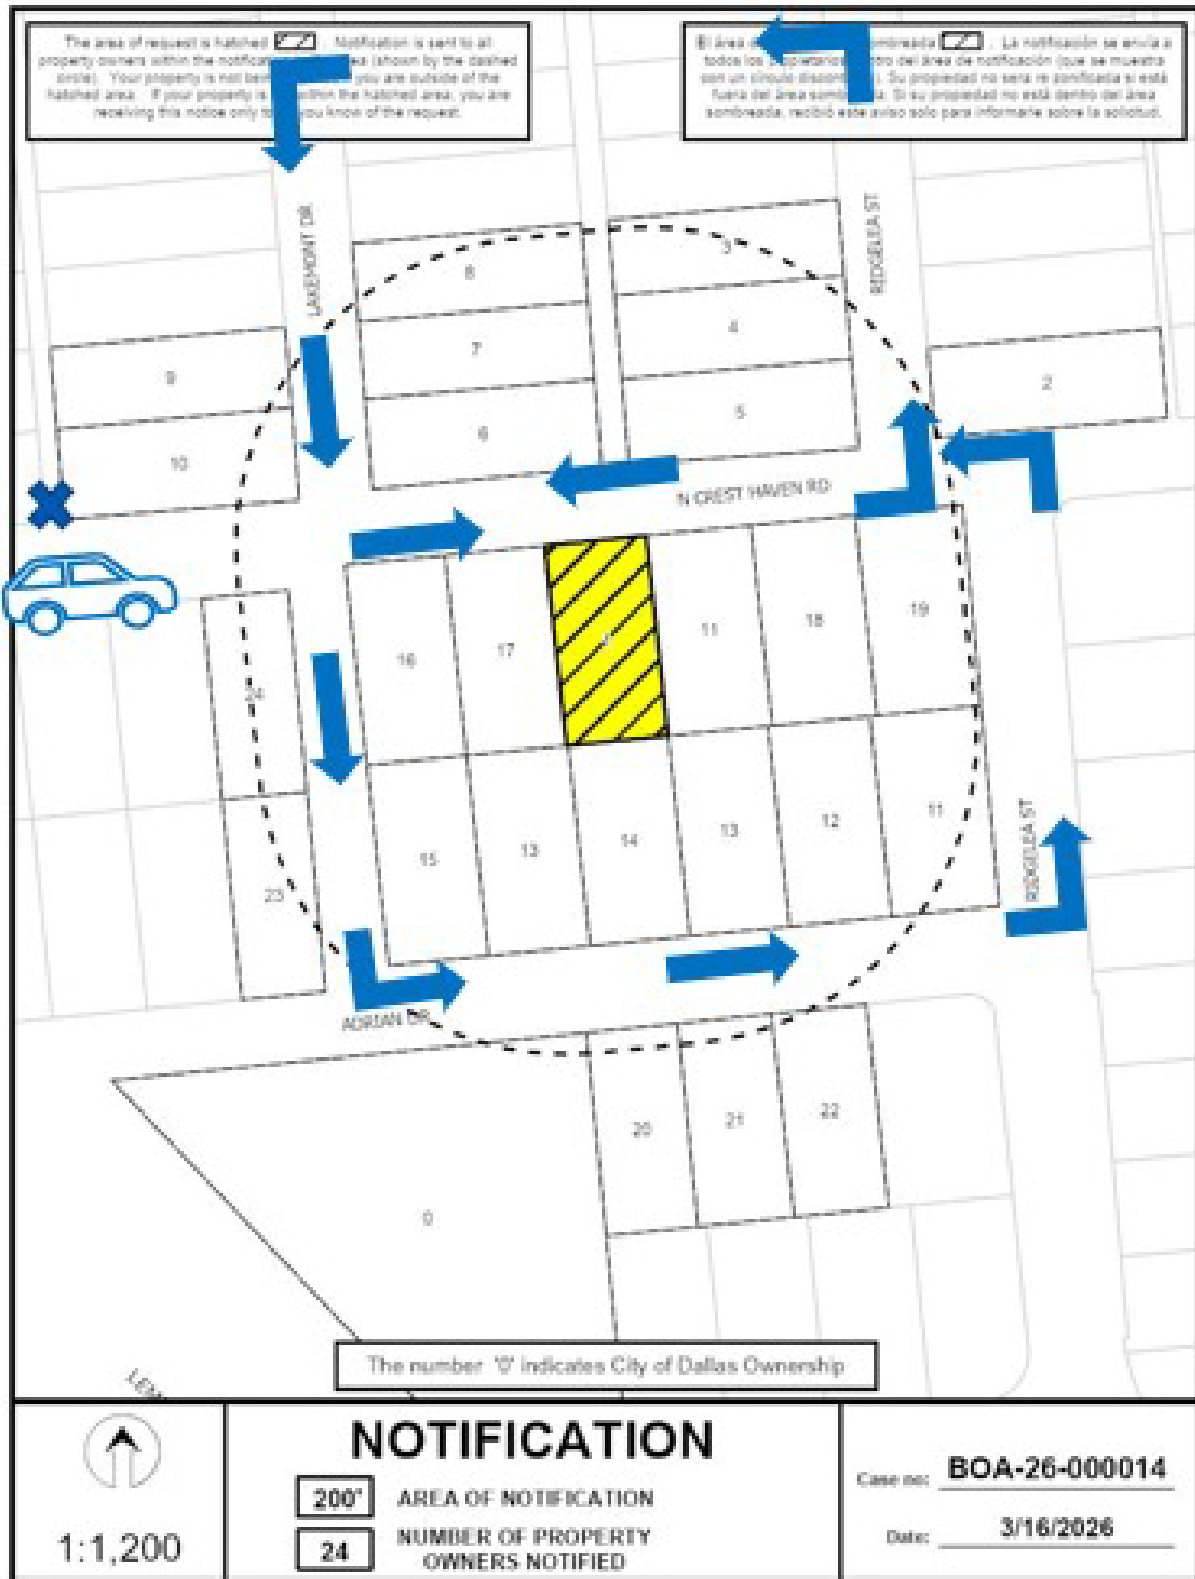 The area of request is hatched . Notification is sent to all
property owners within the notification area (shown by the dashed
circle). Your property is not being you are outside of the
hatched area. If your property is within the hatched area, you are
receiving this notice only you know of the request.
El área sombreada . La notificación se envía a
todos los propietarios dentro del área de notificación (que se muestra
con un círculo Su propiedad no será re zonificada si está
fuera del área Si su propiedad no está dentro del área
sombreada, recibió este aviso solo para informarle sobre la solicitud.
LAKEMONT DR
RIDGELEA ST
8
3
7
4
9
2
6
5
10
N CREST HAVEN RD
16
17
11
18
19
23
15
13
14
13
12
11
RIDGELEA ST
ADRIAN DR
20
21
22
0
The number '0' indicates City of Dallas Ownership
1:1,200
NOTIFICATION
200' AREA OF NOTIFICATION
24 NUMBER OF PROPERTY
OWNERS NOTIFIED
Case no: BOA-26-000014
Date: 3/16/2026